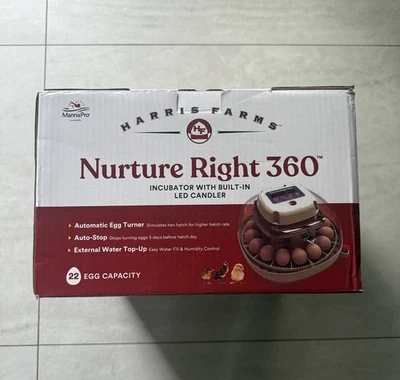 MannaPro
HARRIS FARMS
HF
Nurture Right 360™
INCUBATOR WITH BUILT-IN
LED CANDLER
• Automatic Egg Turner Simulates hen hatch for higher hatch rate
• Auto-Stop Stops turning eggs 3 days before hatch day
• External Water Top-Up Easy Water Fill & Humidity Control
22 EGG CAPACITY